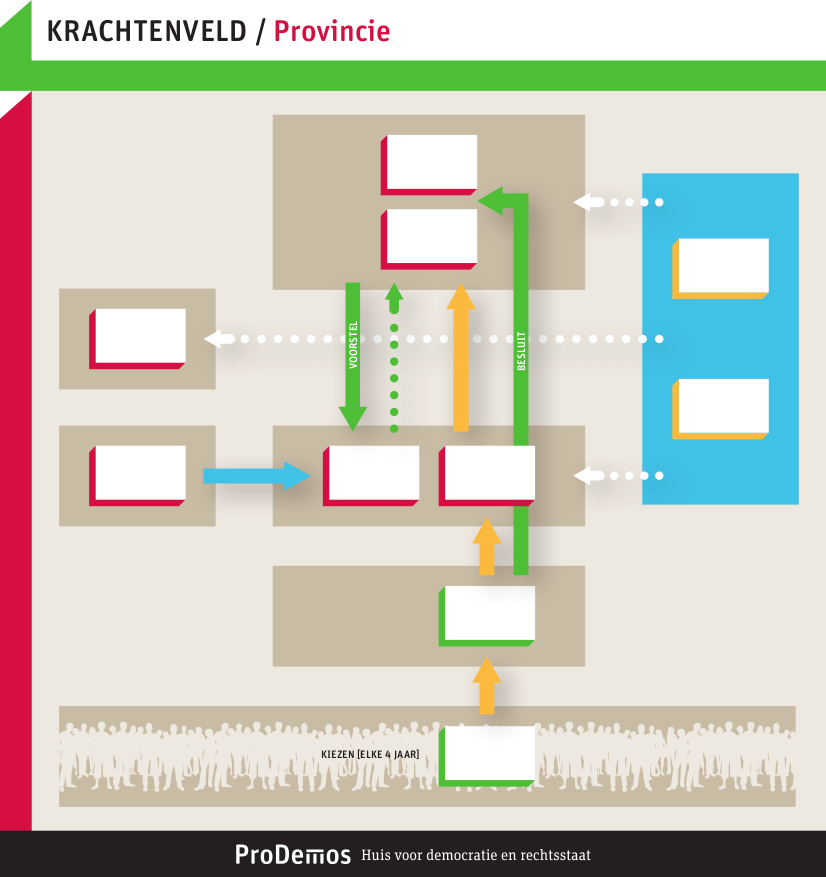 KRACHTENVELD / Provincie
VOORSTEL
BESLUIT
KIEZEN [ELKE 4 JAAR]
ProDemos Huis voor democratie en rechtsstaat